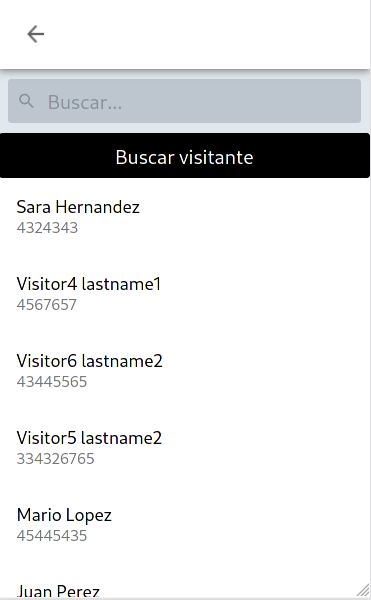 Buscar...
Buscar visitante
Sara Hernandez
4324343
Visitor4 lastname1
4567657
Visitor6 lastname2
43445565
Visitor5 lastname2
334326765
Mario Lopez
45445435
Juan Perez